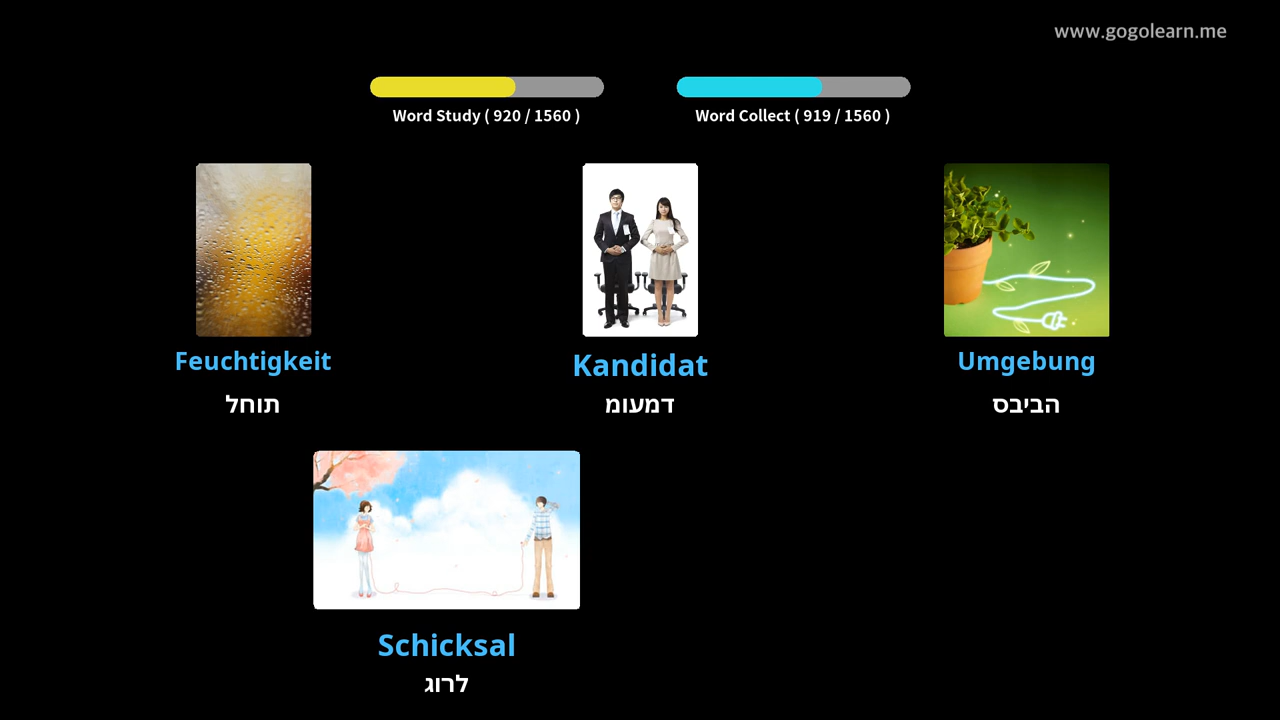 www.gogolearn.me
Word Study ( 920 / 1560 )
Word Collect ( 919 / 1560 )
Feuchtigkeit
תוחל
Kandidat
דמעומ
Umgebung
הביבס
Schicksal
לרוג